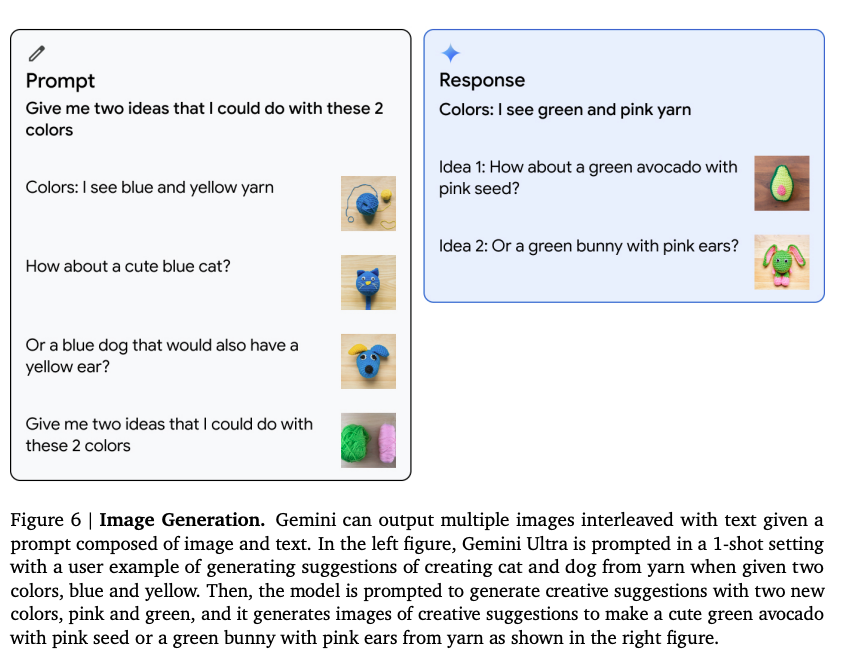 Prompt
Give me two ideas that I could do with these 2
colors
Colors: I see blue and yellow yarn
How about a cute blue cat?
Or a blue dog that would also have a
yellow ear?
Give me two ideas that I could do with
these 2 colors
Response
Colors: I see green and pink yarn
Idea 1: How about a green avocado with
pink seed?
Idea 2: Or a green bunny with pink ears?
Figure 6 | Image Generation. Gemini can output multiple images interleaved with text given a
prompt composed of image and text. In the left figure, Gemini Ultra is prompted in a 1-shot setting
with a user example of generating suggestions of creating cat and dog from yarn when given two
colors, blue and yellow. Then, the model is prompted to generate creative suggestions with two new
colors, pink and green, and it generates images of creative suggestions to make a cute green avocado
with pink seed or a green bunny with pink ears from yarn as shown in the right figure.